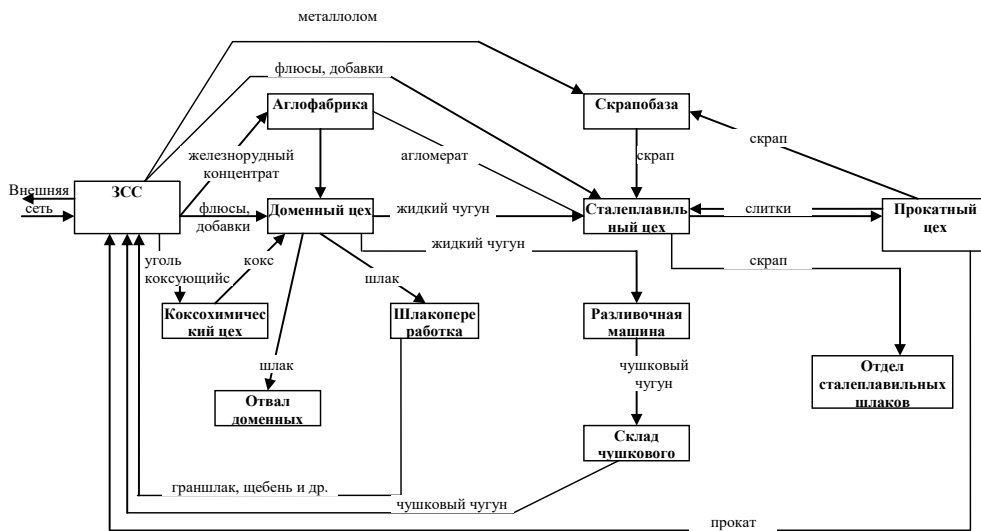 металлолом
флюсы, добавки
Аглофабрика
Скрапобаза
железнорудный
концентрат
агломерат
скрап
скрап
Внешняя
сеть
ЗСС
флюсы,
добавки
Доменный цех
жидкий чугун
Сталеплавиль
ный цех
слитки
Прокатный
цех
жидкий чугун
уголь
коксующийс
кокс
шлак
скрап
Коксохимичес
кий цех
Шлакопере
работка
Разливочная
машина
шлак
чушковый
чугун
Отвал
доменных
Отдел
сталеплавильных
шлаков
Склад
чушкового
граншлак, щебень и др.
чушковый чугун
прокат